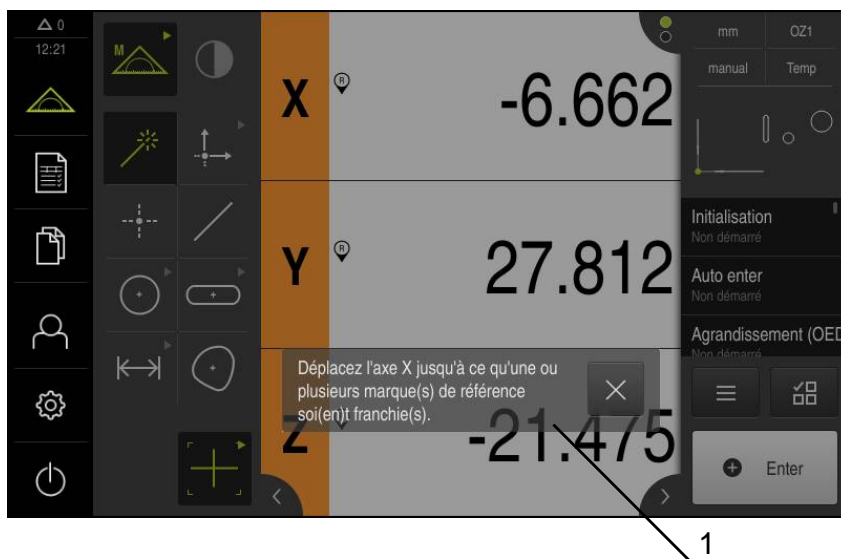 0
12:21
M
X
R
-6.662
Y
R
27.812
Z
-21.475
Déplacez l'axe X jusqu'à ce qu'une ou
plusieurs marque(s) de référence
soi(en)t franchie(s).
mm
OZ1
manual
Temp
Initialisation
Non démarré
Auto enter
Non démarré
Agrandissement (OED
Non démarré
Enter
1